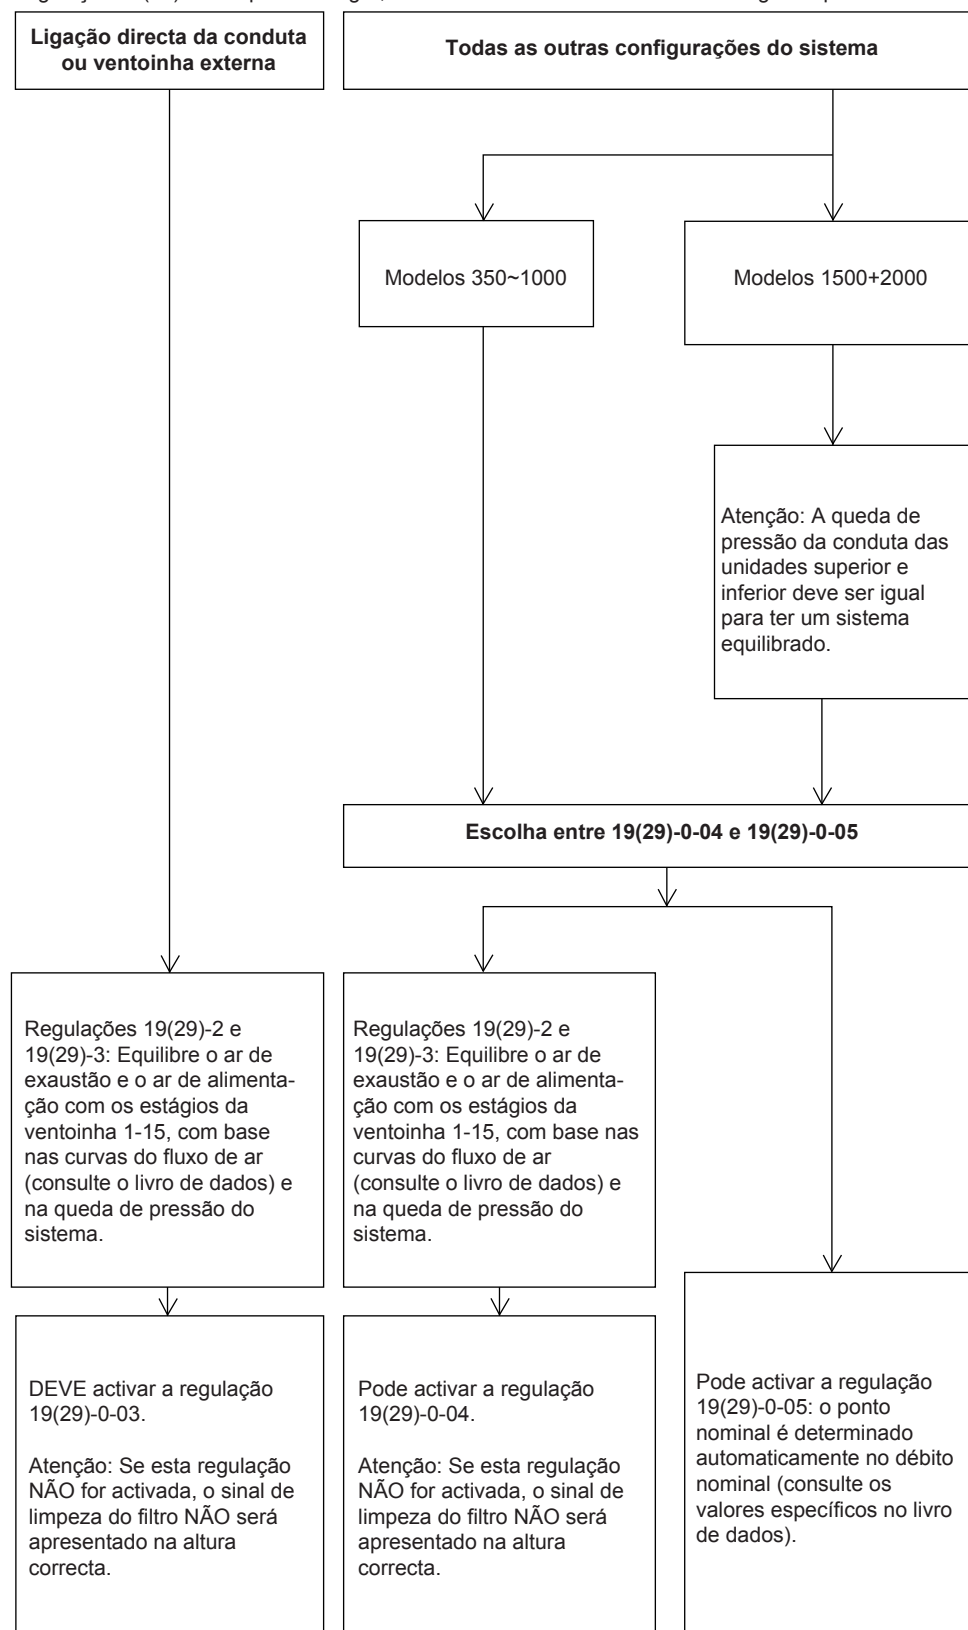 Ligação directa da conduta
ou ventoinha externa
Todas as outras configurações do sistema
Modelos 350~1000
Modelos 1500+2000
Atenção: A queda de
pressão da conduta das
unidades superior e
inferior deve ser igual
para ter um sistema
equilibrado.
Escolha entre 19(29)-0-04 e 19(29)-0-05
Regulações 19(29)-2 e
19(29)-3: Equilibre o ar de
exaustão e o ar de alimenta-
ção com os estágios da
ventoinha 1-15, com base
nas curvas do fluxo de ar
(consulte o livro de dados) e
na queda de pressão do
sistema.
Regulações 19(29)-2 e
19(29)-3: Equilibre o ar de
exaustão e o ar de alimenta-
ção com os estágios da
ventoinha 1-15, com base nas
curvas do fluxo de ar
(consulte o livro de dados) e
na queda de pressão do
sistema.
DEVE activar a regulação
19(29)-0-03.
Atenção: Se esta regulação
NÃO for activada, o sinal de
limpeza do filtro NÃO será
apresentado na altura
correcta.
Pode activar a regulação
19(29)-0-04.
Atenção: Se esta regulação
NÃO for activada, o sinal de
limpeza do filtro NÃO será
apresentado na altura
correcta.
Pode activar a regulação
19(29)-0-05: o ponto
nominal é determinado
automaticamente no débito
nominal (consulte os
valores específicos no livro
de dados).